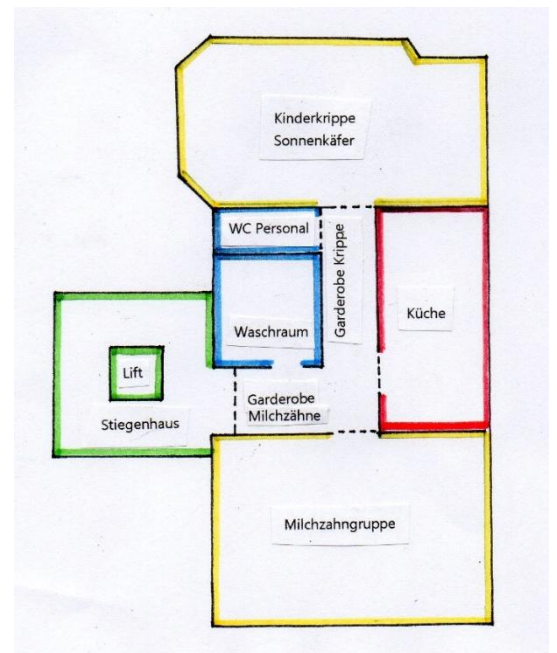 Kinderkrippe
Sonnenkäfer
WC Personal
Garderobe Krippe
Küche
Waschraum
Lift
Stiegenhaus
Garderobe
Milchzähne
Milchzahngruppe